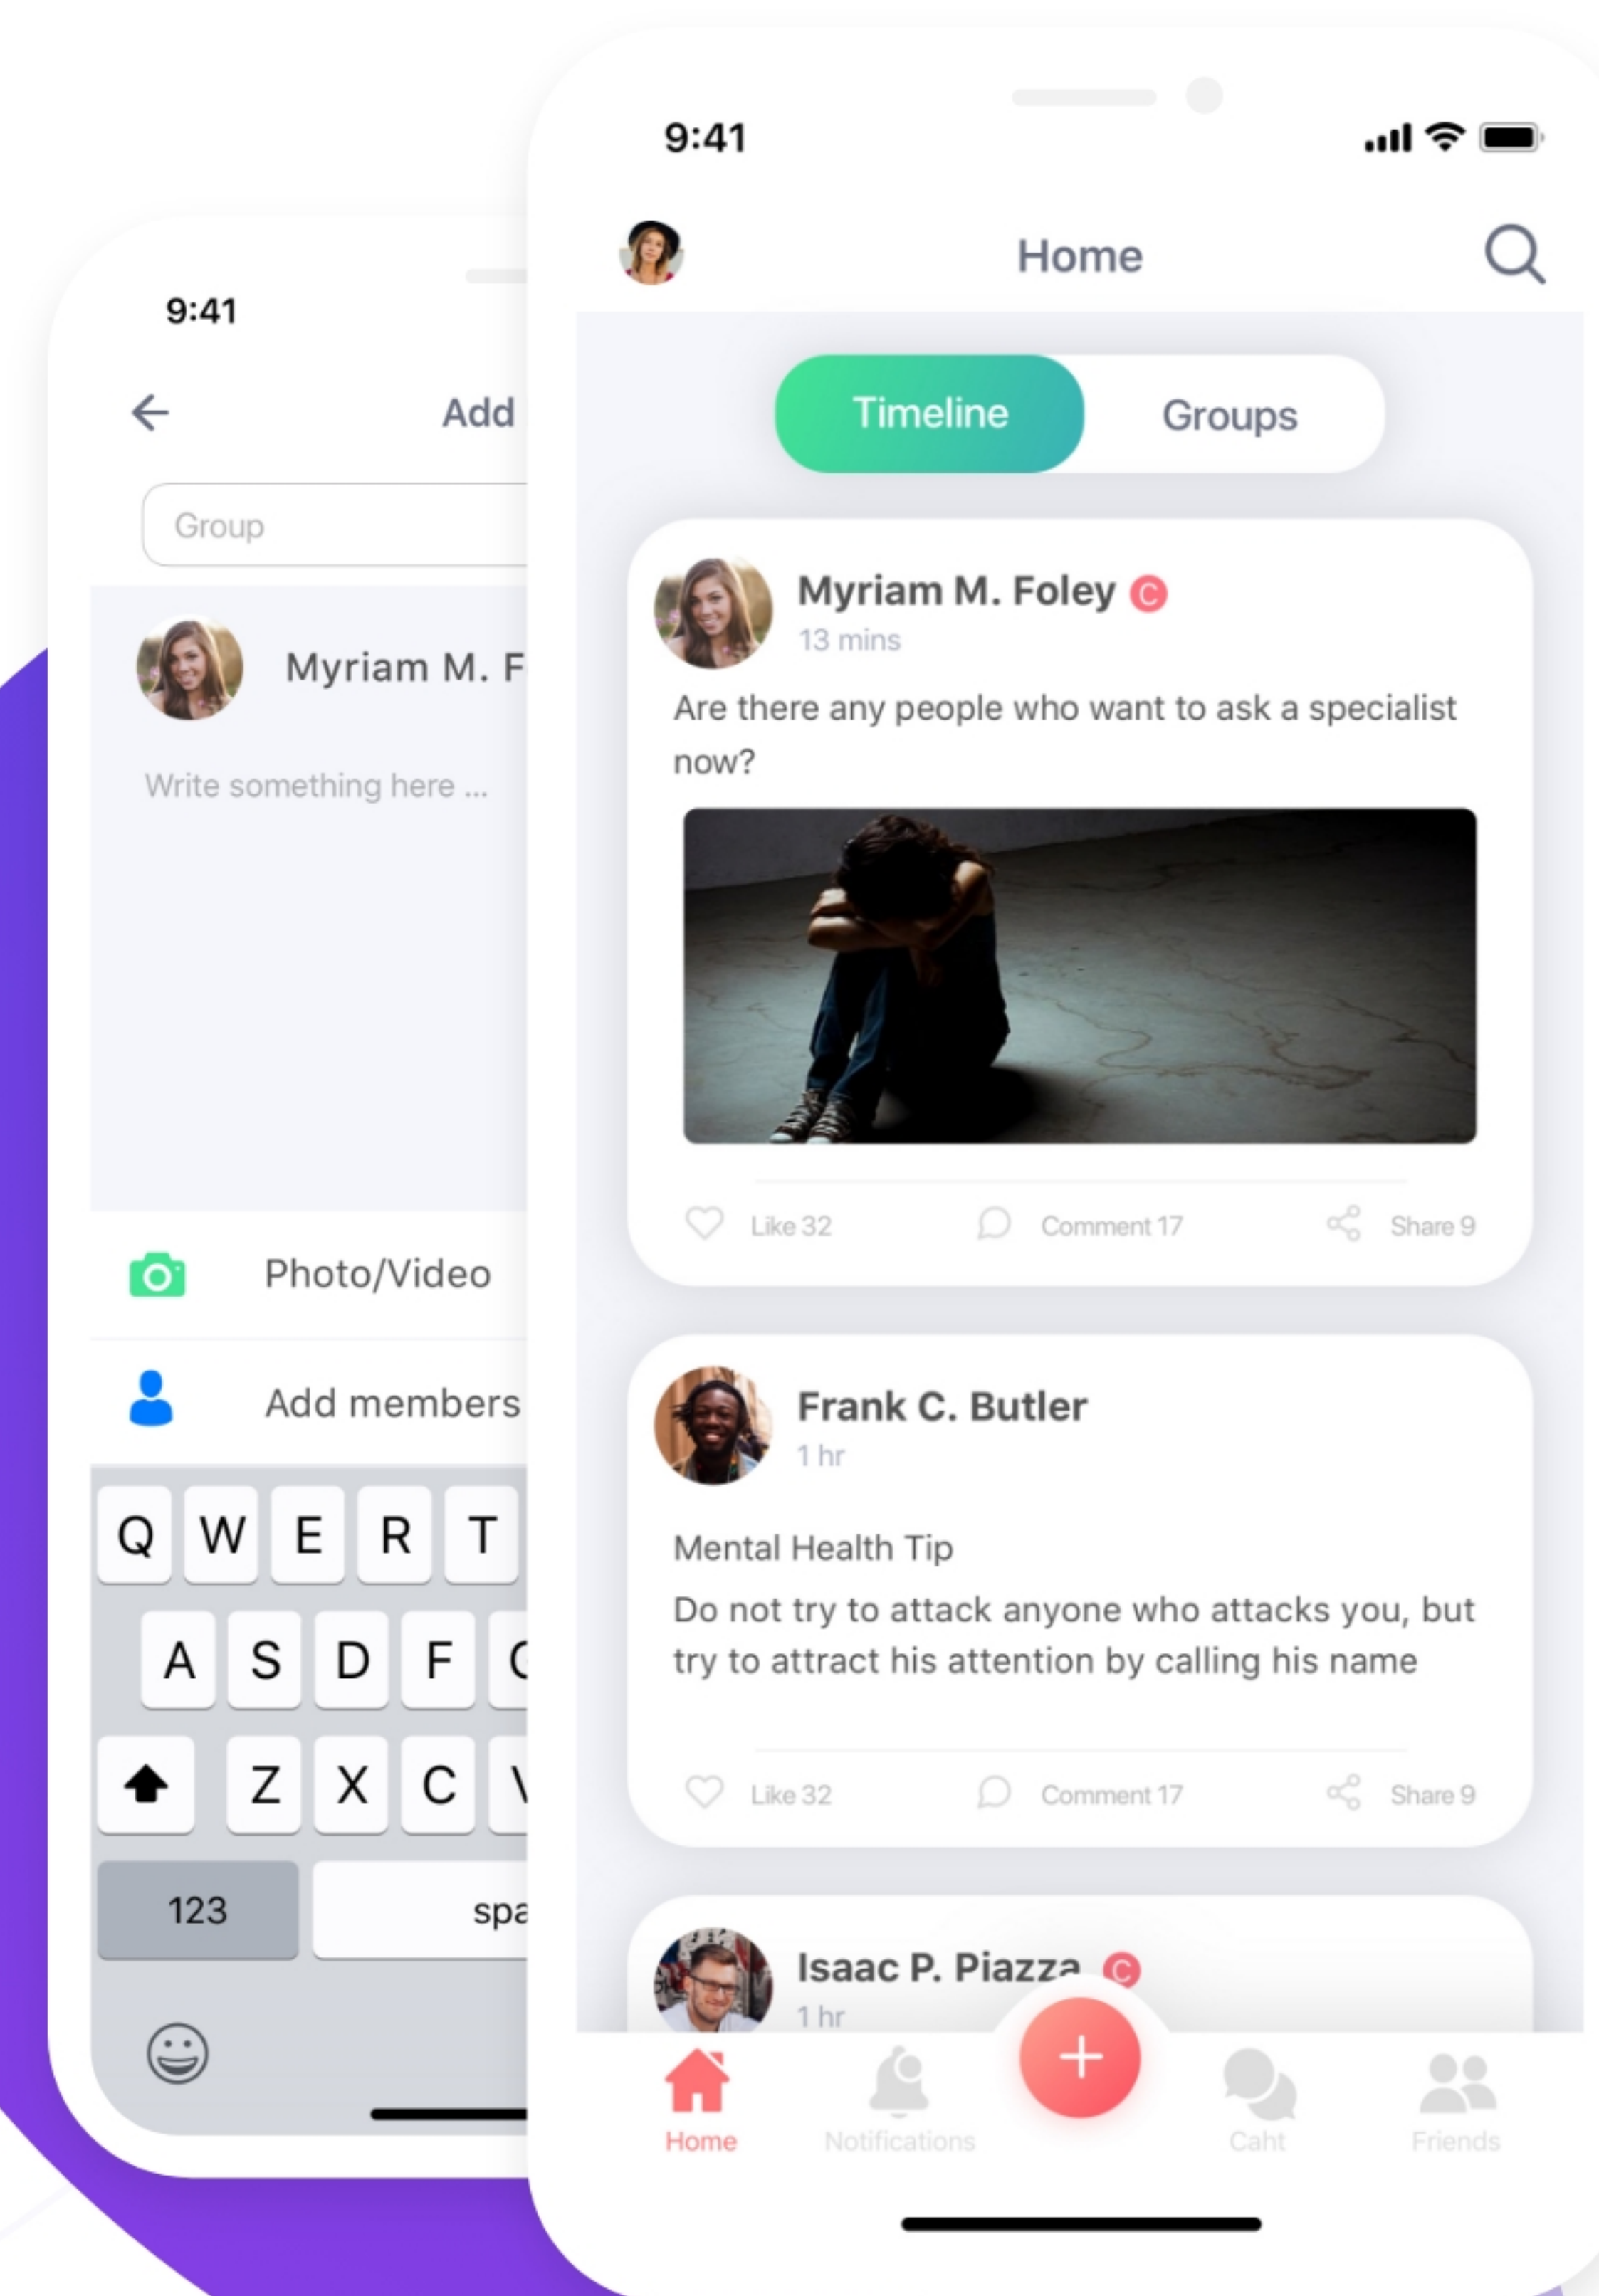 9:41
Add
Group
Myriam M. F
Write something here ...
Photo/Video
Add members
Q W E R T
A S D F
Z X C V
123
spa
9:41
Home
Timeline Groups
Myriam M. Foley C
13 mins
Are there any people who want to ask a specialist
now?
Like 32 Comment 17 Share 9
Frank C. Butler
1 hr
Mental Health Tip
Do not try to attack anyone who attacks you, but
try to attract his attention by calling his name
Like 32 Comment 17 Share 9
Isaac P. Piazza C
1 hr
Home Notifications Caht Friends